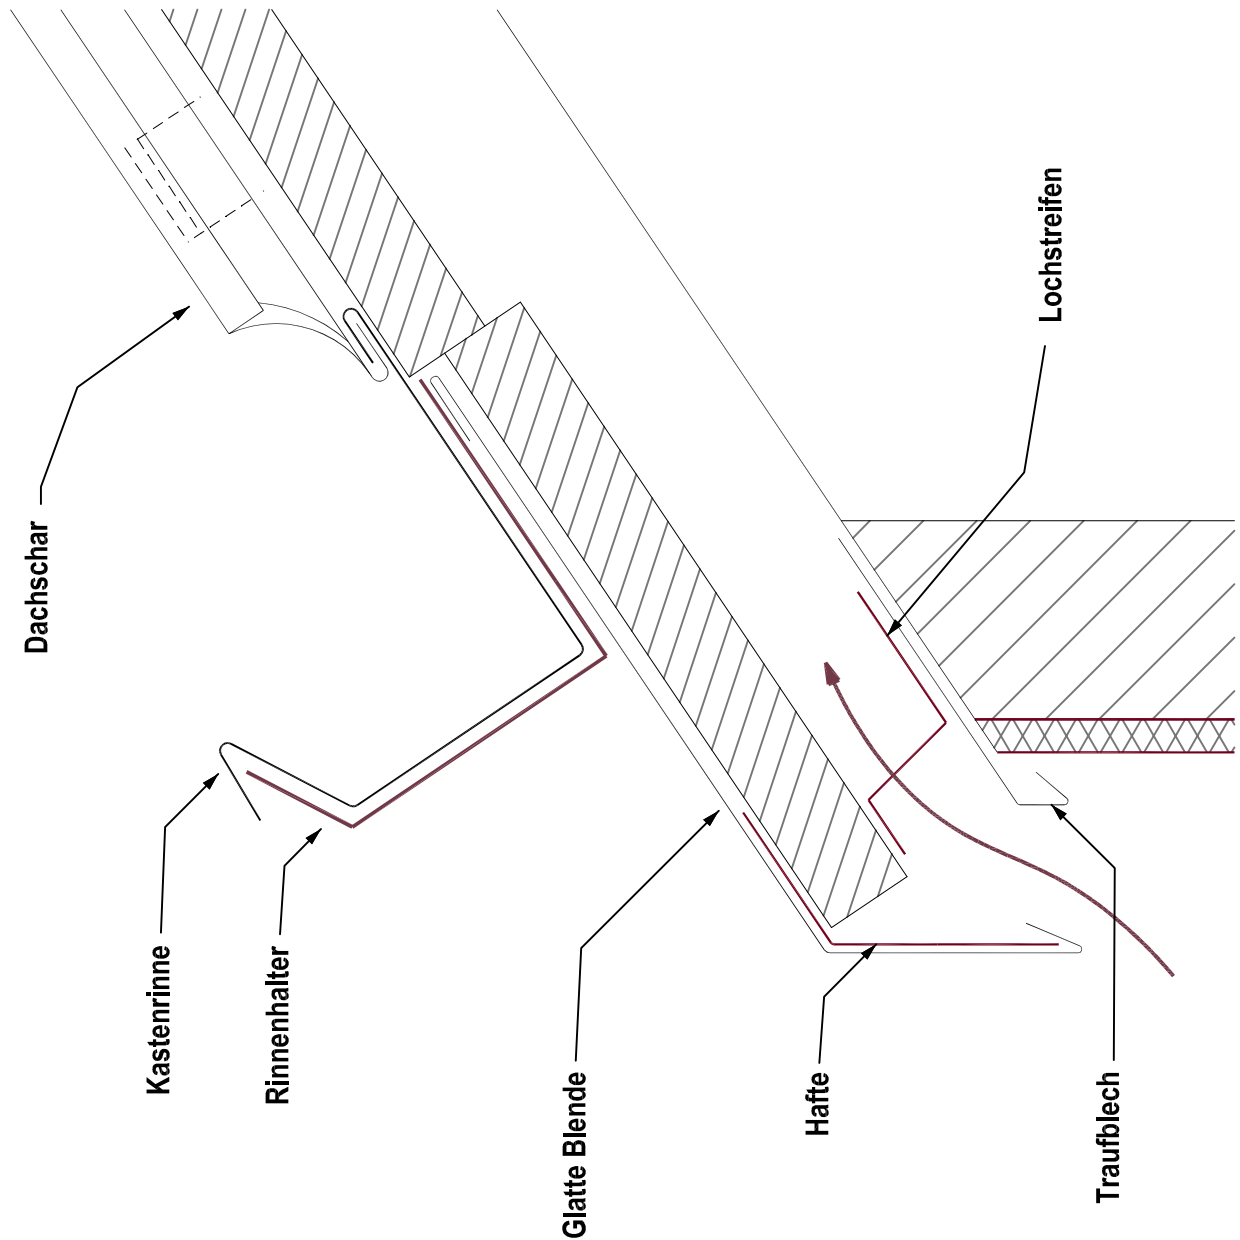 Dachschar
Kastenrinne
Rinnenhalter
Glatte Blende
Hafte
Lochstreifen
Traufblech